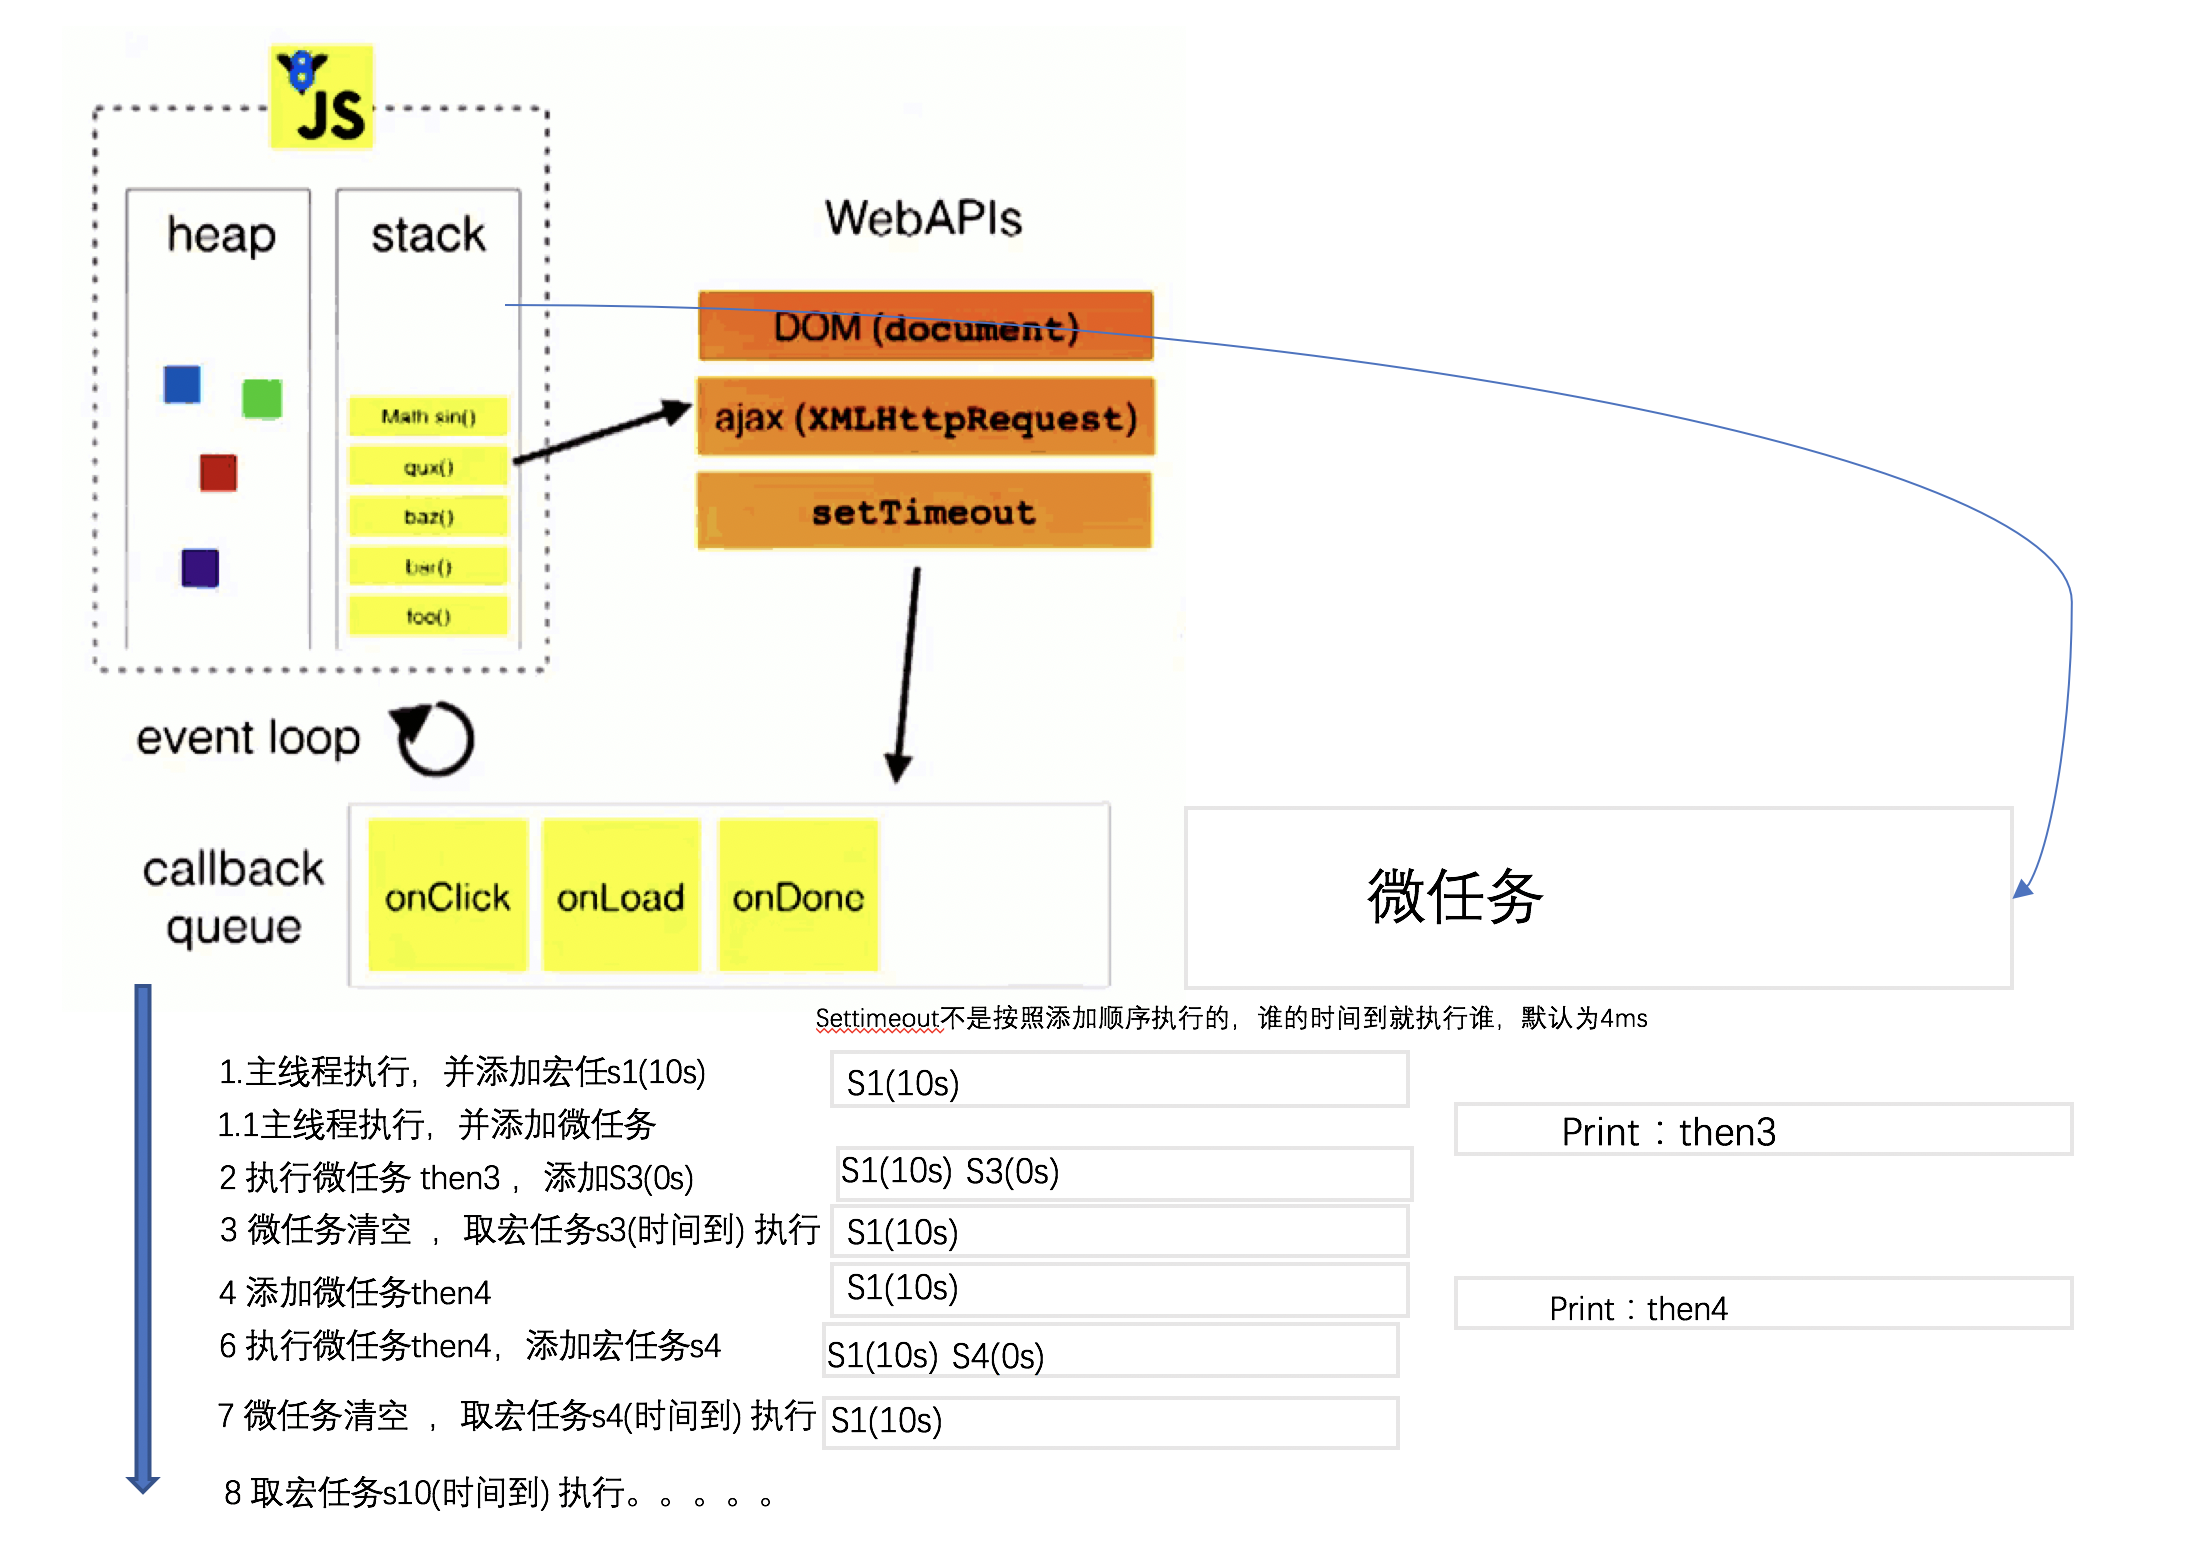 8
JS
heap
stack
WebAPIs
DOM (document)
ajax (XMLHttpRequest)
setTimeout
Math sin()
qux()
baz()
bar()
foo()
event loop
callback
queue
onClick
onLoad
onDone
微任务
Settimeout不是按照添加顺序执行的，谁的时间到就执行谁，默认为4ms
1.主线程执行，并添加宏任s1(10s)
S1(10s)
1.1主线程执行，并添加微任务
Print：then3
2 执行微任务 then3 ，添加S3(0s)
S1(10s) S3(0s)
3 微任务清空 ，取宏任务s3(时间到) 执行
S1(10s)
4 添加微任务then4
S1(10s)
Print：then4
6 执行微任务then4，添加宏任务s4
S1(10s) S4(0s)
7 微任务清空 ，取宏任务s4(时间到) 执行
S1(10s)
8 取宏任务s10(时间到) 执行。。。。。